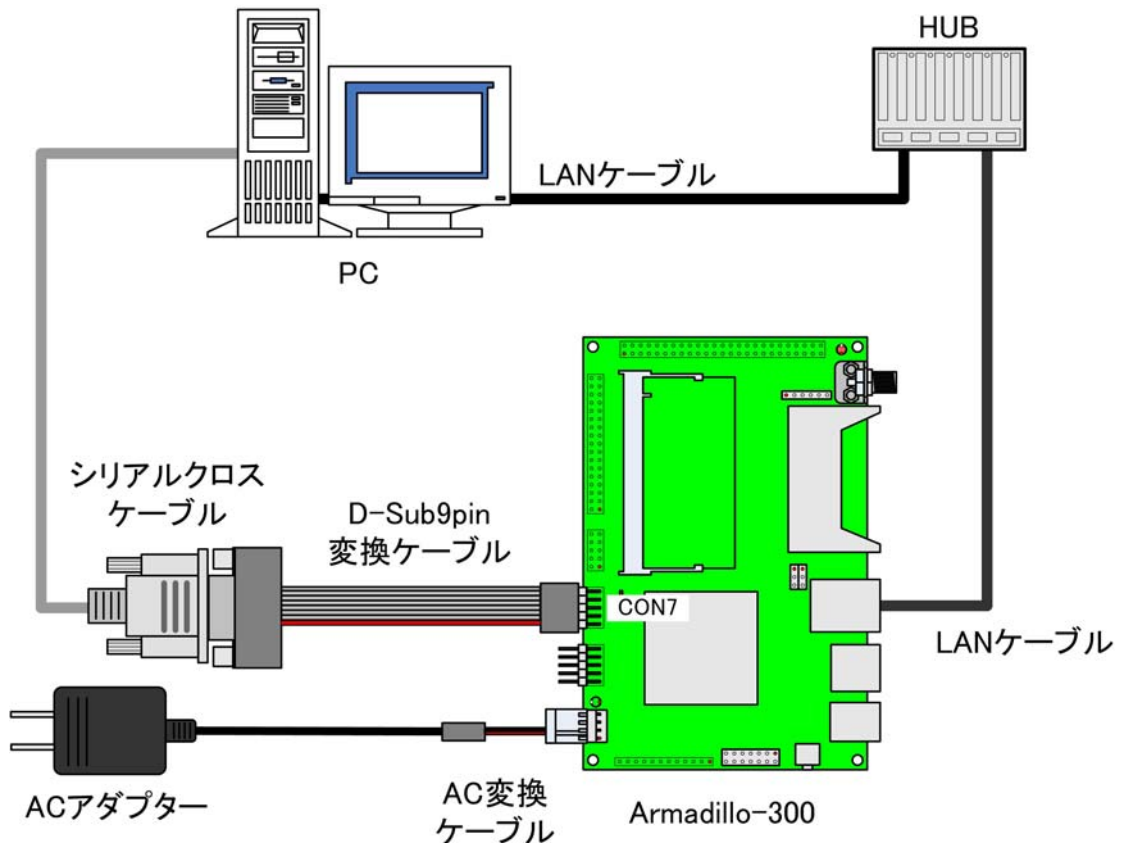 HUB
LANケーブル
PC
シリアルクロス
ケーブル
D-Sub9pin
変換ケーブル
CON7
LANケーブル
ACアダプター
AC変換
ケーブル
Armadillo-300